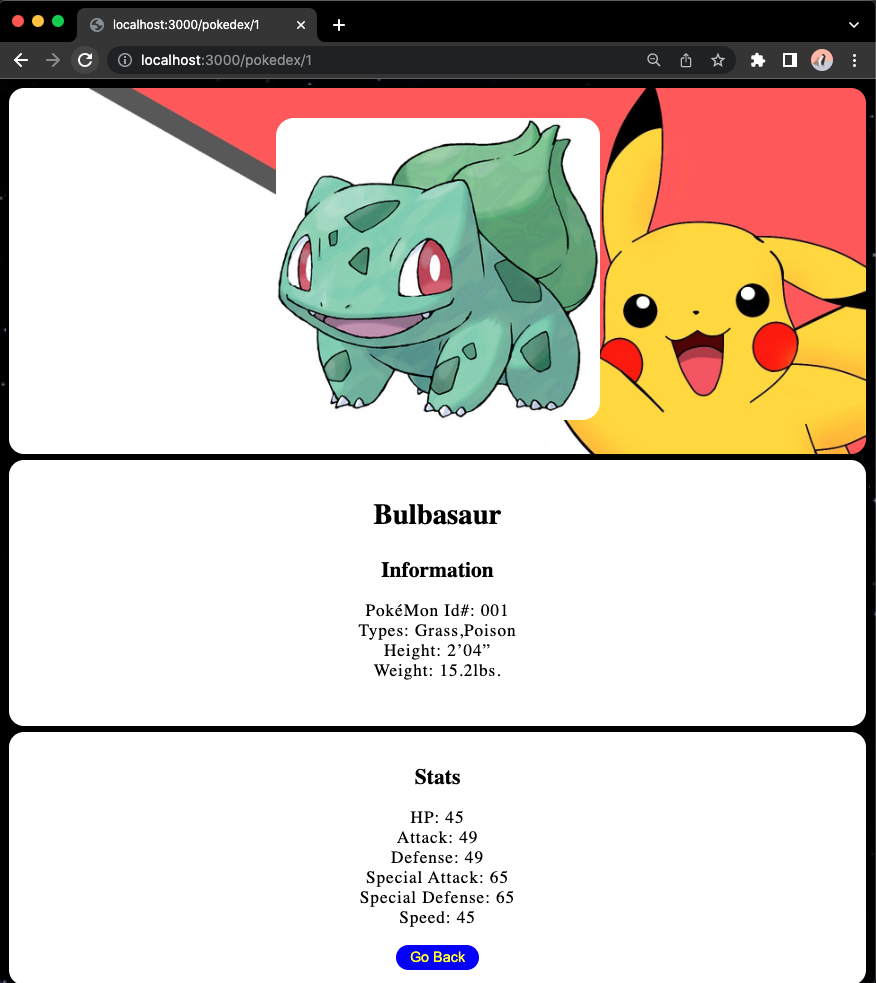 localhost:3000/pokedex/1
localhost:3000/pokedex/1
Bulbasaur
Information
PokéMon Id#: 001
Types: Grass,Poison
Height: 2’04”
Weight: 15.2lbs.
Stats
HP: 45
Attack: 49
Defense: 49
Special Attack: 65
Special Defense: 65
Speed: 45
Go Back